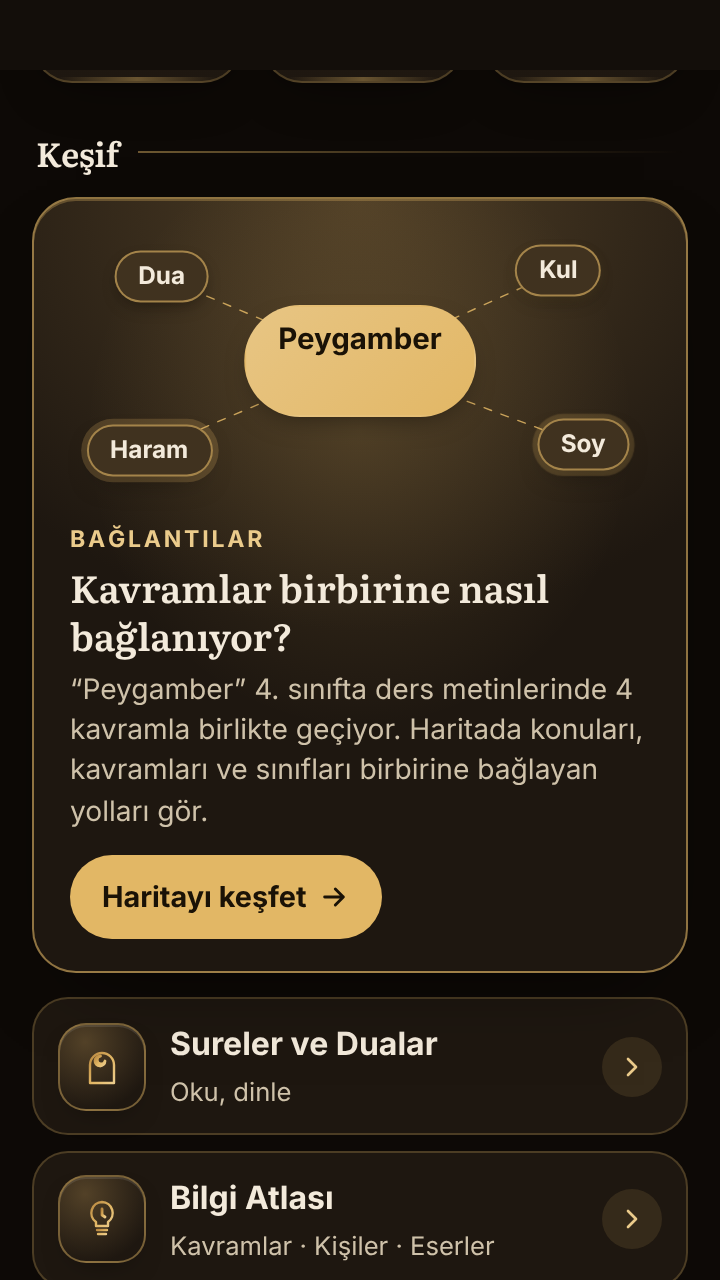 Keşif
Dua
Kul
Peygamber
Haram
Soy
BAĞLANTILAR
Kavramlar birbirine nasıl
bağlanıyor?
“Peygamber” 4. sınıfta ders metinlerinde 4
kavramla birlikte geçiyor. Haritada konuları,
kavramları ve sınıfları birbirine bağlayan
yolları gör.
Haritayı keşfet →
Sureler ve Dualar
Oku, dinle
Bilgi Atlası
Kavramlar · Kişiler · Eserler